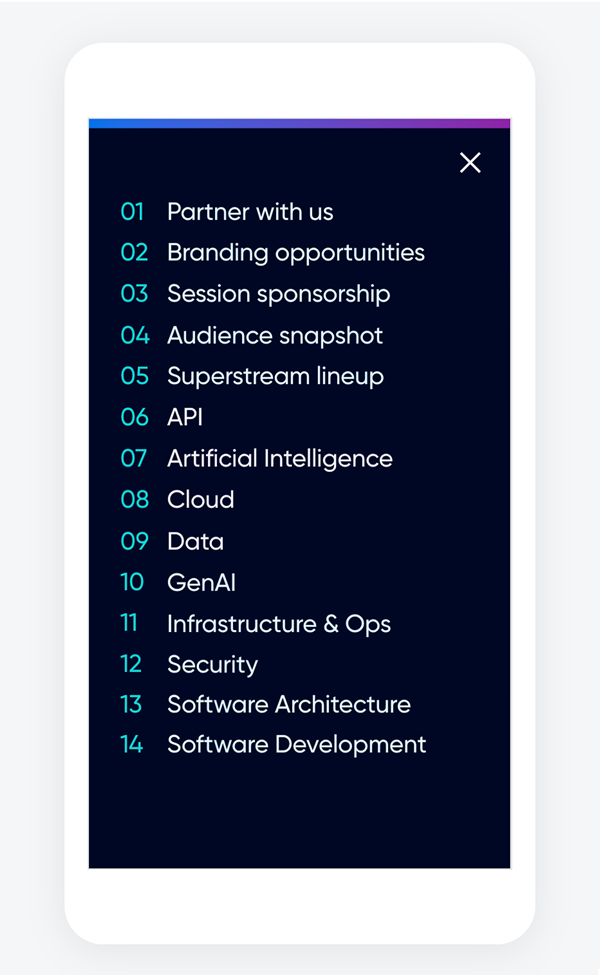 01 Partner with us
02 Branding opportunities
03 Session sponsorship
04 Audience snapshot
05 Superstream lineup
06 API
07 Artificial Intelligence
08 Cloud
09 Data
10 GenAI
11 Infrastructure & Ops
12 Security
13 Software Architecture
14 Software Development